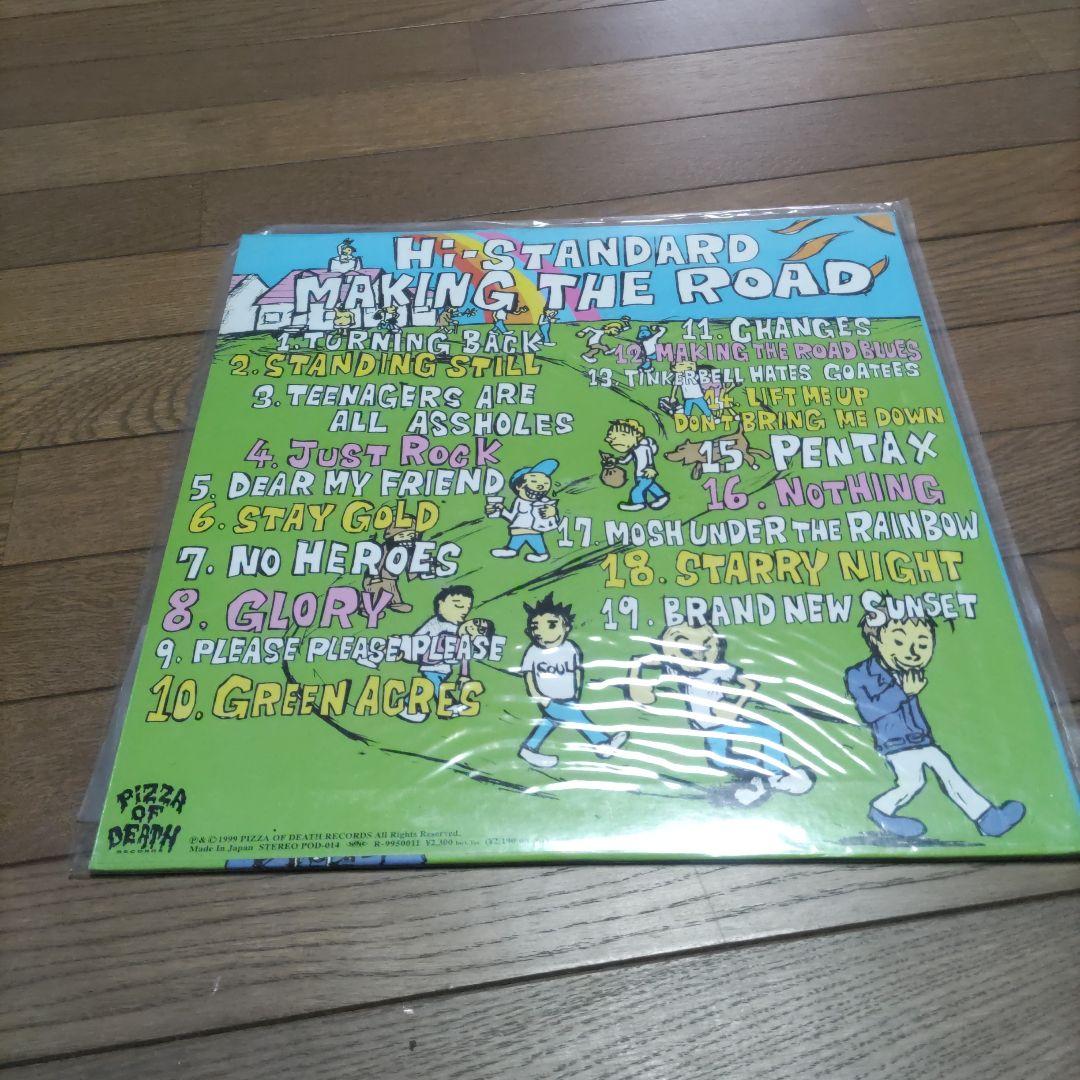 Hi-STANDARD
MAKING THE ROAD
1. TURNING BACK
2. STANDING STILL
3. TEENAGERS ARE
ALL ASSHOLES
4. JUST ROCK
5. DEAR MY FRIEND
6. STAY GOLD
7. NO HEROES
8. GLORY
9. PLEASE PLEASE PLEASE
10. GREEN ACRES
11. CHANGES
12. MAKING THE ROAD BLUES
13. TINKERBELL HATES GOATEES
14. LIFT ME UP
DON'T BRING ME DOWN
15. PENTAX
16. NOTHING
17. MOSH UNDER THE RAINBOW
18. STARRY NIGHT
19. BRAND NEW SUNSET
SOUL
PIZZA
OF
DEATH
RECORDS
℗&©1999 PIZZA OF DEATH RECORDS All Rights Reserved.
Made In Japan STEREO POD-014 R-9950011 ¥2,300